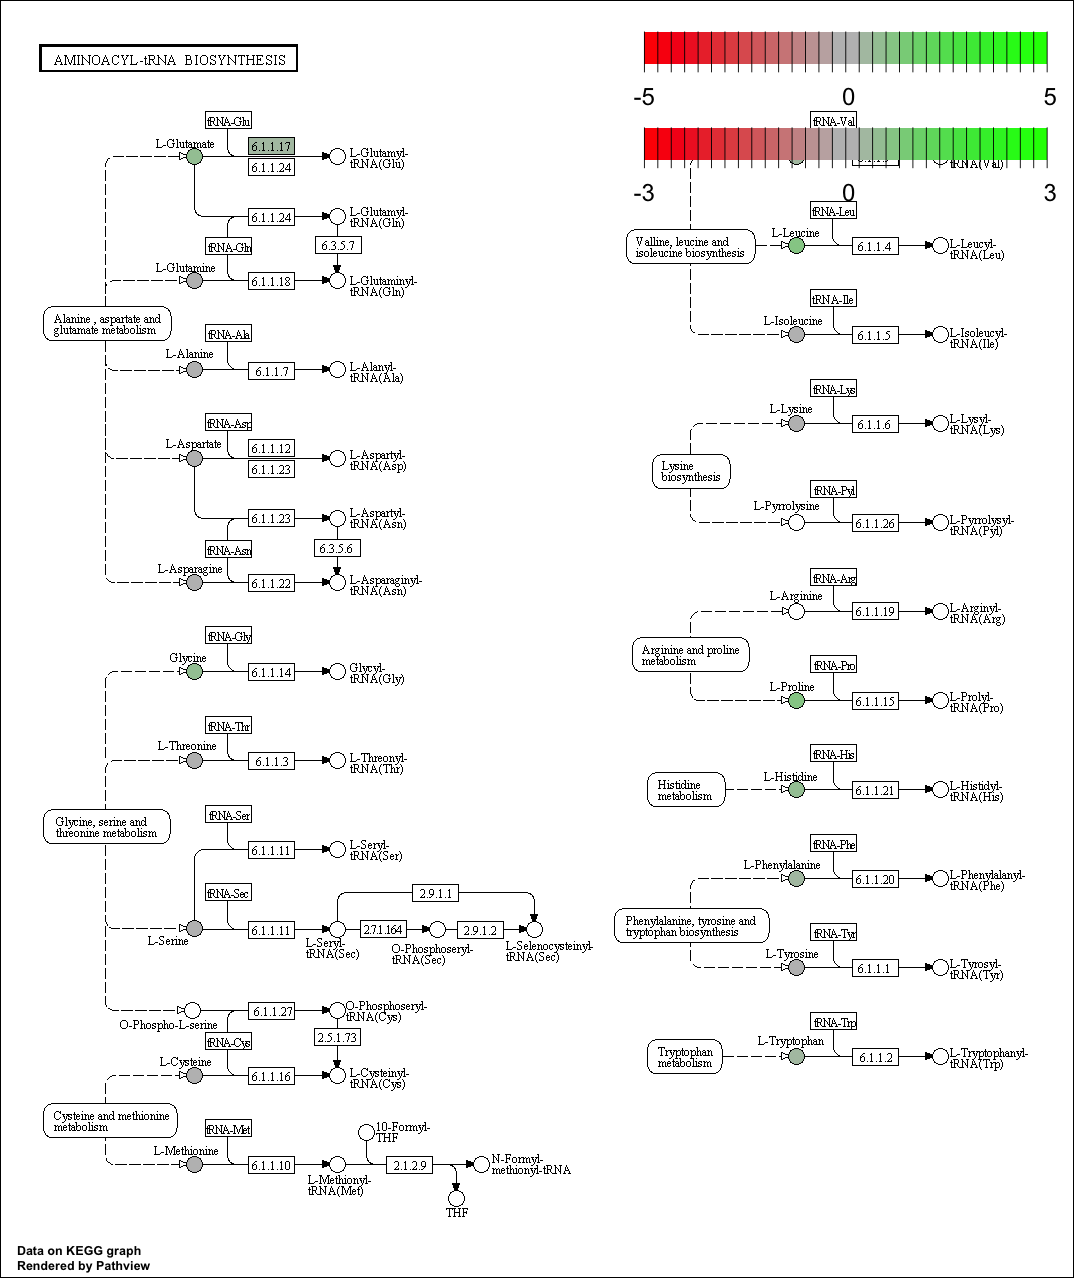 AMINOACYL-tRNA BIOSYNTHESIS
-5 0 5
-3 0 3
tRNA-Glu
L-Glutamate
6.1.1.17
6.1.1.24
L-Glutamyl-
tRNA(Glu)
6.1.1.24
L-Glutamyl-
tRNA(Gln)
tRNA-Gln
6.3.5.7
L-Glutamine
6.1.1.18
L-Glutaminyl-
tRNA(Gln)
Alanine , aspartate and
glutamate metabolism
tRNA-Ala
L-Alanine
6.1.1.7
L-Alanyl-
tRNA(Ala)
tRNA-Asp
L-Aspartate
6.1.1.12
6.1.1.23
L-Aspartyl-
tRNA(Asp)
6.1.1.23
L-Aspartyl-
tRNA(Asn)
tRNA-Asn
6.3.5.6
L-Asparagine
6.1.1.22
L-Asparaginyl-
tRNA(Asn)
tRNA-Gly
Glycine
6.1.1.14
Glycyl-
tRNA(Gly)
tRNA-Thr
L-Threonine
6.1.1.3
L-Threonyl-
tRNA(Thr)
Glycine, serine and
threonine metabolism
tRNA-Ser
6.1.1.11
L-Seryl-
tRNA(Ser)
tRNA-Sec
L-Serine
6.1.1.11
L-Seryl-
tRNA(Sec)
2.9.1.1
2.7.1.164
O-Phosphoseryl-
tRNA(Sec)
2.9.1.2
L-Selenocysteinyl-
tRNA(Sec)
O-Phospho-L-serine
6.1.1.27
O-Phosphoseryl-
tRNA(Cys)
tRNA-Cys
2.5.1.73
L-Cysteine
6.1.1.16
L-Cysteinyl-
tRNA(Cys)
Cysteine and methionine
metabolism
tRNA-Met
L-Methionine
6.1.1.10
L-Methionyl-
tRNA(Met)
10-Formyl-
THF
2.1.2.9
N-Formyl-
methionyl-tRNA
THF
tRNA-Val
tRNA(Val)
Valline, leucine and
isoleucine biosynthesis
tRNA-Leu
L-Leucine
6.1.1.4
L-Leucyl-
tRNA(Leu)
tRNA-Ile
L-Isoleucine
6.1.1.5
L-Isoleucyl-
tRNA(Ile)
tRNA-Lys
L-Lysine
6.1.1.6
L-Lysyl-
tRNA(Lys)
Lysine
biosynthesis
tRNA-Pyl
L-Pyrrolysine
6.1.1.26
L-Pyrrolysyl-
tRNA(Pyl)
tRNA-Arg
L-Arginine
6.1.1.19
L-Arginyl-
tRNA(Arg)
Arginine and proline
metabolism
tRNA-Pro
L-Proline
6.1.1.15
L-Prolyl-
tRNA(Pro)
tRNA-His
Histidine
metabolism
L-Histidine
6.1.1.21
L-Histidyl-
tRNA(His)
tRNA-Phe
L-Phenylalanine
6.1.1.20
L-Phenylalanyl-
tRNA(Phe)
Phenylalanine, tyrosine and
tryptophan biosynthesis
tRNA-Tyr
L-Tyrosine
6.1.1.1
L-Tyrosyl-
tRNA(Tyr)
tRNA-Trp
Tryptophan
metabolism
L-Tryptophan
6.1.1.2
L-Tryptophanyl-
tRNA(Trp)
Data on KEGG graph
Rendered by Pathview